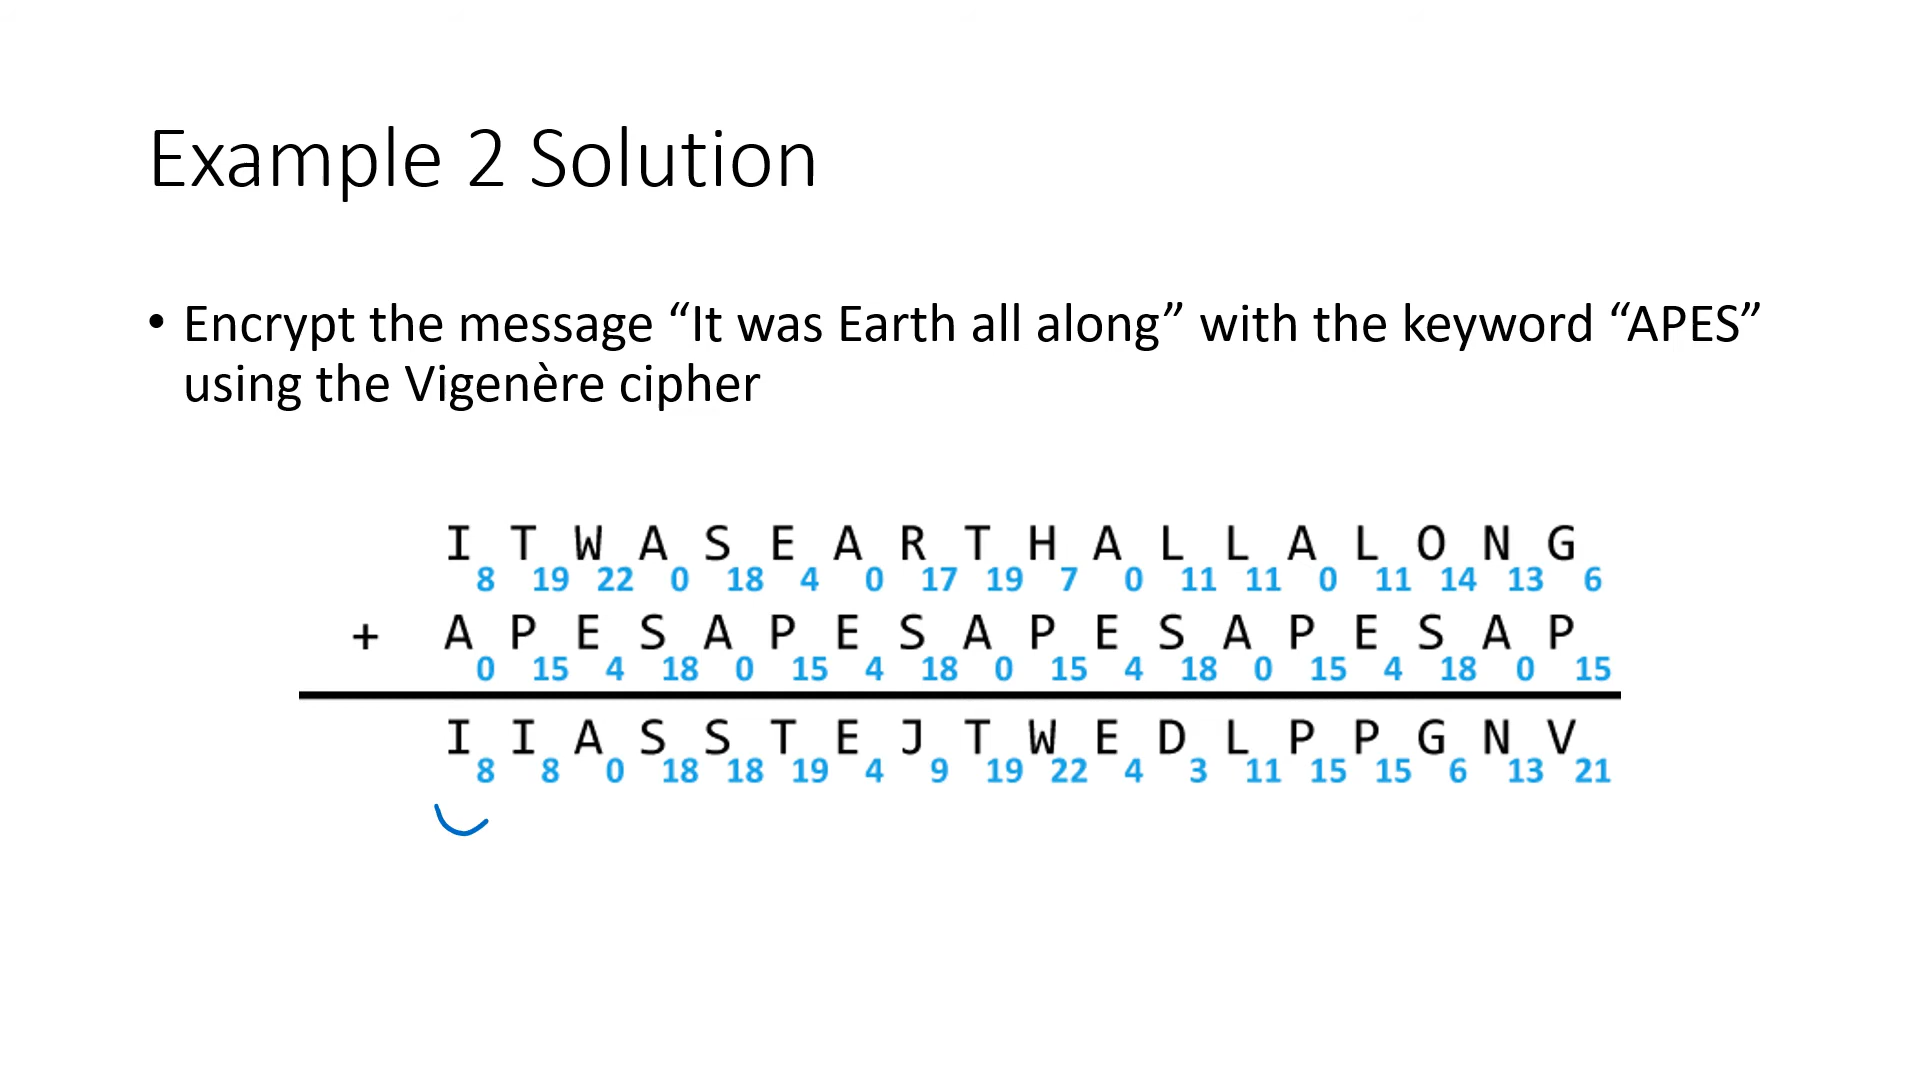 Example 2 Solution
• Encrypt the message “It was Earth all along” with the keyword “APES”
using the Vigenère cipher
I T W A S E A R T H A L L A L O N G
8 19 22 0 18 4 0 17 19 7 0 11 11 0 11 14 13 6
+ A P E S A P E S A P E S A P E S A P
0 15 4 18 0 15 4 18 0 15 4 18 0 15 4 18 0 15
I I A S S T E J T W E D L P P G N V
8 8 0 18 18 19 4 9 19 22 4 3 11 15 15 6 13 21